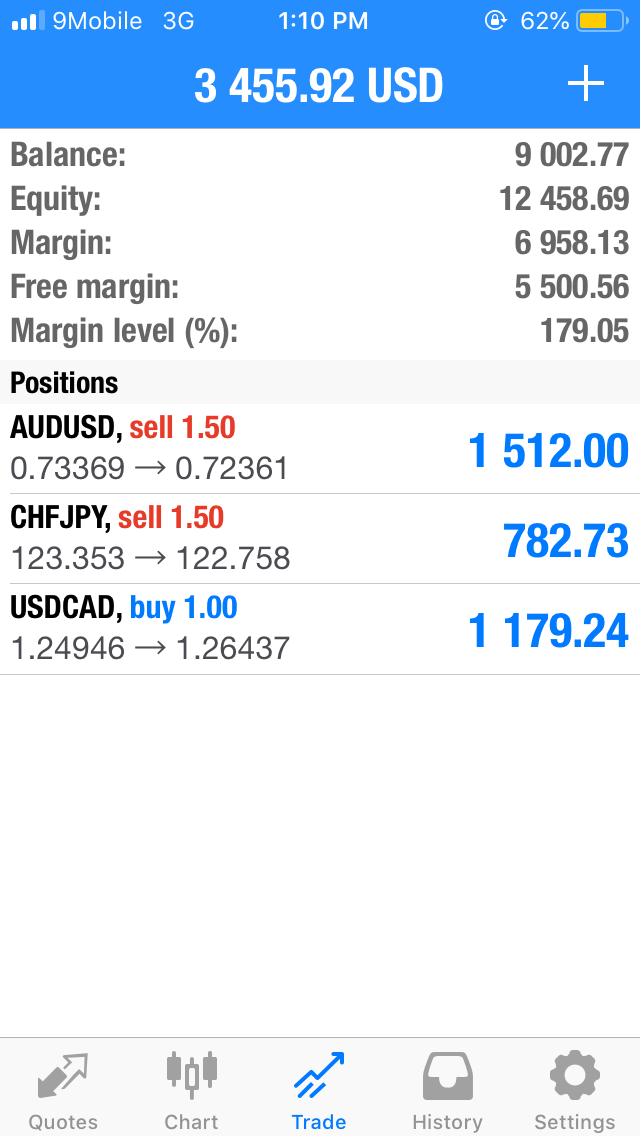 9Mobile 3G 1:10 PM 62%
3 455.92 USD +
Balance: 9 002.77
Equity: 12 458.69
Margin: 6 958.13
Free margin: 5 500.56
Margin level (%): 179.05
Positions
AUDUSD, sell 1.50
0.73369 → 0.72361 1 512.00
CHFJPY, sell 1.50
123.353 → 122.758 782.73
USDCAD, buy 1.00
1.24946 → 1.26437 1 179.24
Quotes Chart Trade History Settings